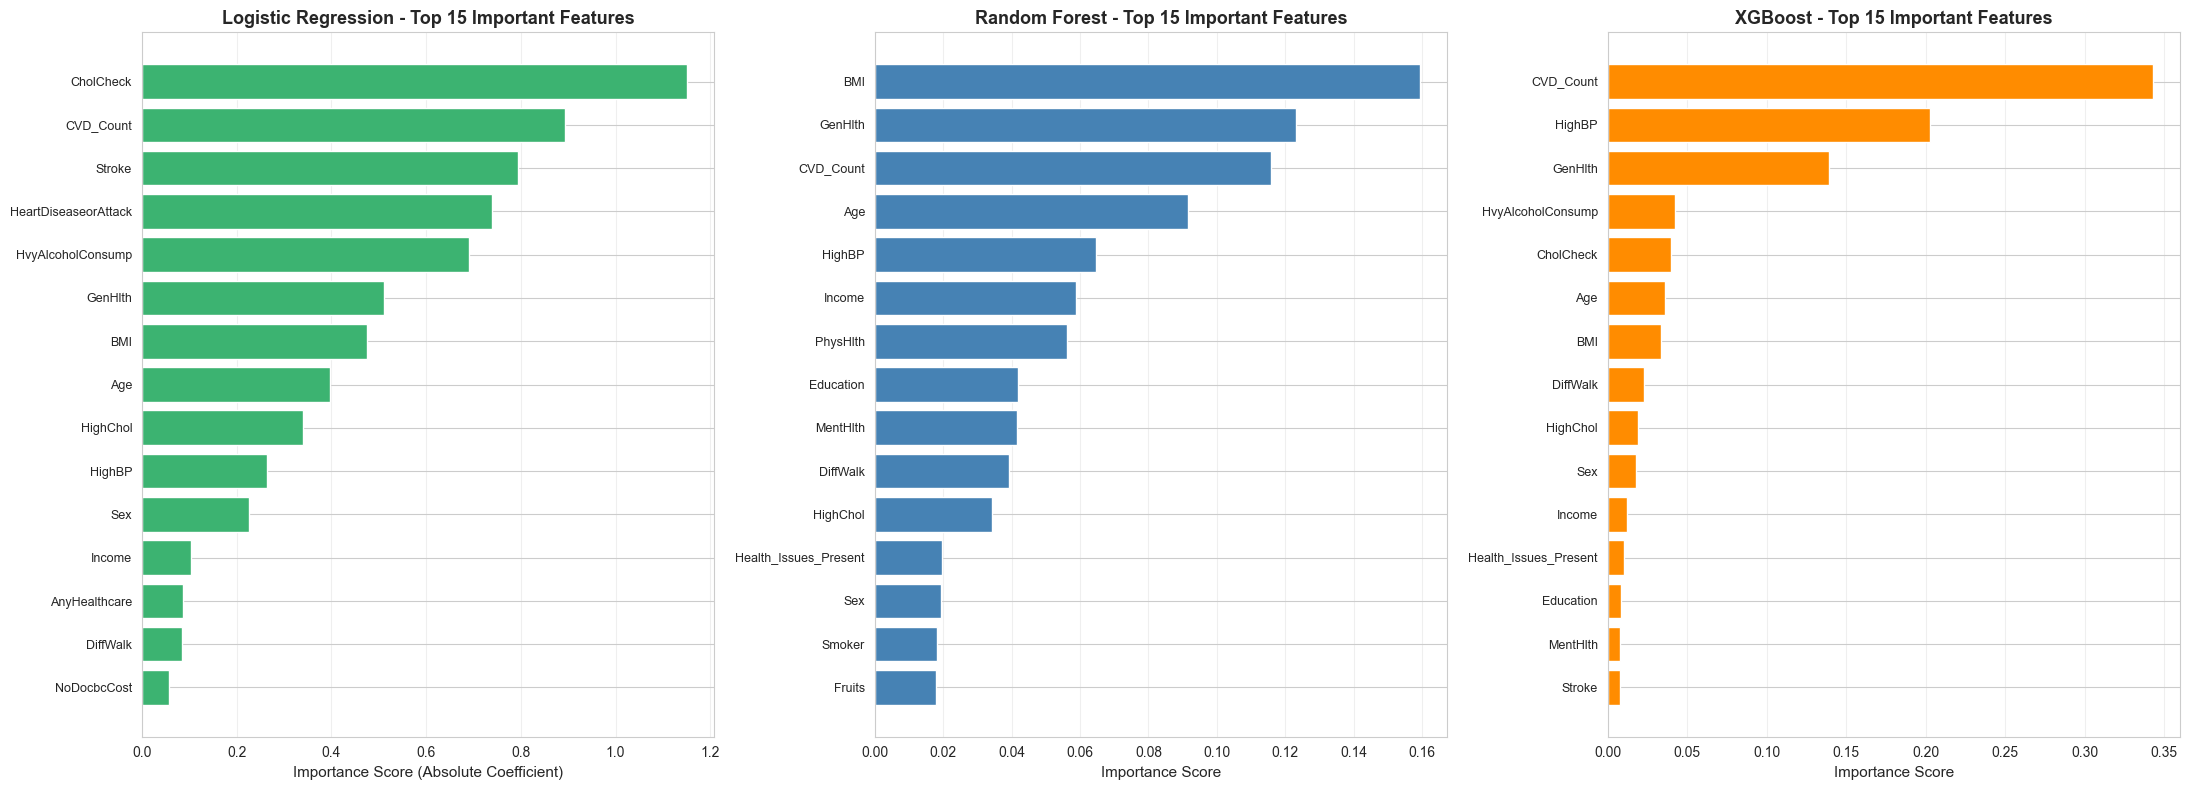 Logistic Regression - Top 15 Important Features
CholCheck
CVD_Count
Stroke
HeartDiseaseorAttack
HvyAlcoholConsump
GenHlth
BMI
Age
HighChol
HighBP
Sex
Income
AnyHealthcare
DiffWalk
NoDocbcCost
0.0 0.2 0.4 0.6 0.8 1.0 1.2
Importance Score (Absolute Coefficient)
Random Forest - Top 15 Important Features
BMI
GenHlth
CVD_Count
Age
HighBP
Income
PhysHlth
Education
MentHlth
DiffWalk
HighChol
Health_Issues_Present
Sex
Smoker
Fruits
0.00 0.02 0.04 0.06 0.08 0.10 0.12 0.14 0.16
Importance Score
XGBoost - Top 15 Important Features
CVD_Count
HighBP
GenHlth
HvyAlcoholConsump
CholCheck
Age
BMI
DiffWalk
HighChol
Sex
Income
Health_Issues_Present
Education
MentHlth
Stroke
0.00 0.05 0.10 0.15 0.20 0.25 0.30 0.35
Importance Score